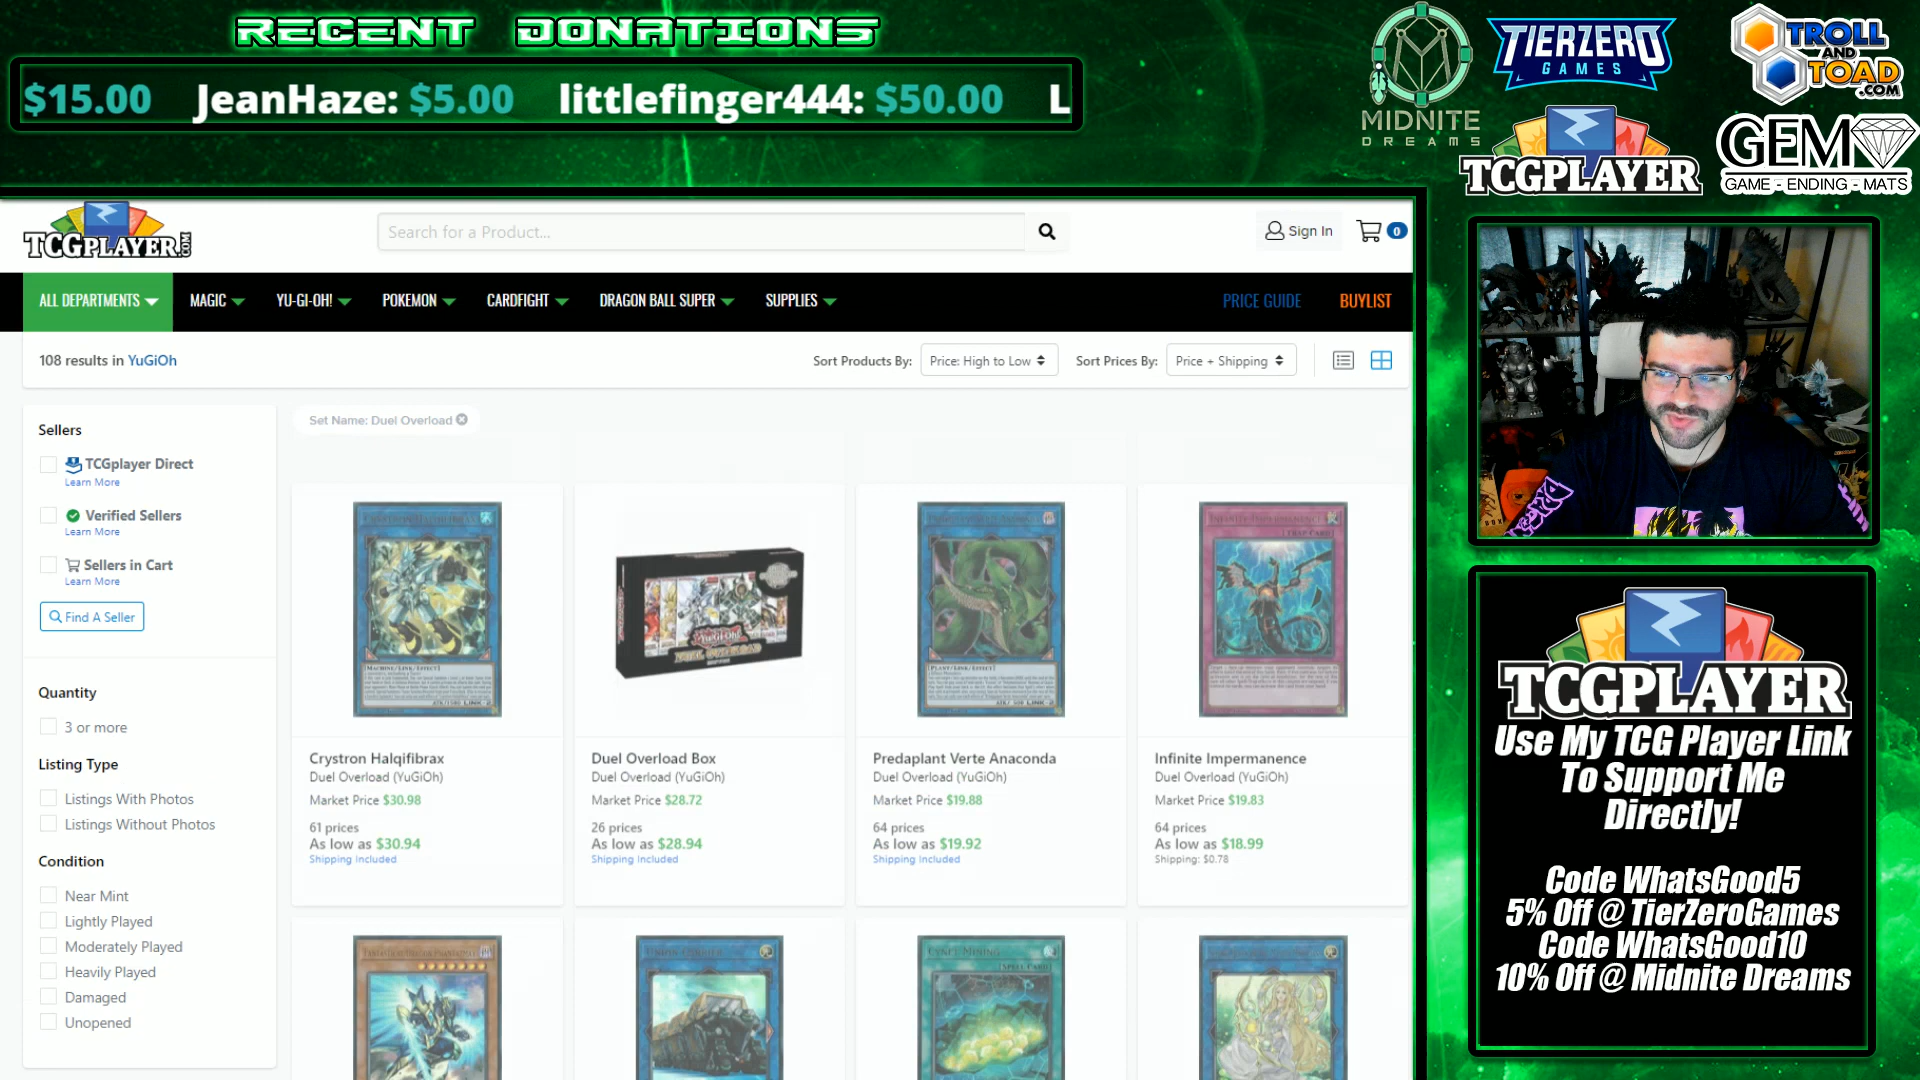 RECENT DONATIONS
$15.00 JeanHaze: $5.00 littlefinger444: $50.00 L
MIDNITE
DREAMS
TIERZERO
GAMES
TROLL
AND
TOAD
.COM
TCGPLAYER
GEM
GAME - ENDING - MATS
TCGPLAYER.COM
Search for a Product...
Sign In
0
ALL DEPARTMENTS
MAGIC
YU-GI-OH!
POKEMON
CARDFIGHT
DRAGON BALL SUPER
SUPPLIES
PRICE GUIDE
BUYLIST
108 results in YuGiOh
Sort Products By: Price: High to Low
Sort Prices By: Price + Shipping
Set Name: Duel Overload
Sellers
TCGplayer Direct
Learn More
Verified Sellers
Learn More
Sellers in Cart
Learn More
Find A Seller
Quantity
3 or more
Listing Type
Listings With Photos
Listings Without Photos
Condition
Near Mint
Lightly Played
Moderately Played
Heavily Played
Damaged
Unopened
Crystron Halqifibrax
Duel Overload (YuGiOh)
Market Price $30.98
61 prices
As low as $30.94
Shipping Included
Duel Overload Box
Duel Overload (YuGiOh)
Market Price $28.72
26 prices
As low as $28.94
Shipping Included
Predaplant Verte Anaconda
Duel Overload (YuGiOh)
Market Price $19.88
64 prices
As low as $19.92
Shipping Included
Infinite Impermanence
Duel Overload (YuGiOh)
Market Price $19.83
64 prices
As low as $18.99
Shipping: $0.78
TCGPLAYER
Use My TCG Player Link
To Support Me
Directly!
Code WhatsGood5
5% Off @ TierZeroGames
Code WhatsGood10
10% Off @ Midnite Dreams